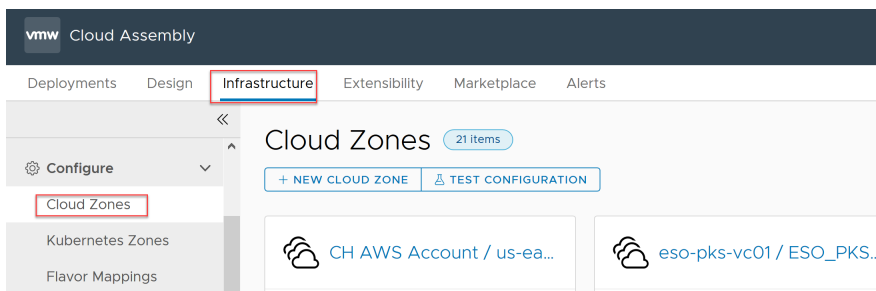 vmw Cloud Assembly
Deployments Design Infrastructure Extensibility Marketplace Alerts
Configure
Cloud Zones
Kubernetes Zones
Flavor Mappings
Cloud Zones 21 items
+ NEW CLOUD ZONE TEST CONFIGURATION
CH AWS Account / us-ea...
eso-pks-vc01 / ESO_PKS...